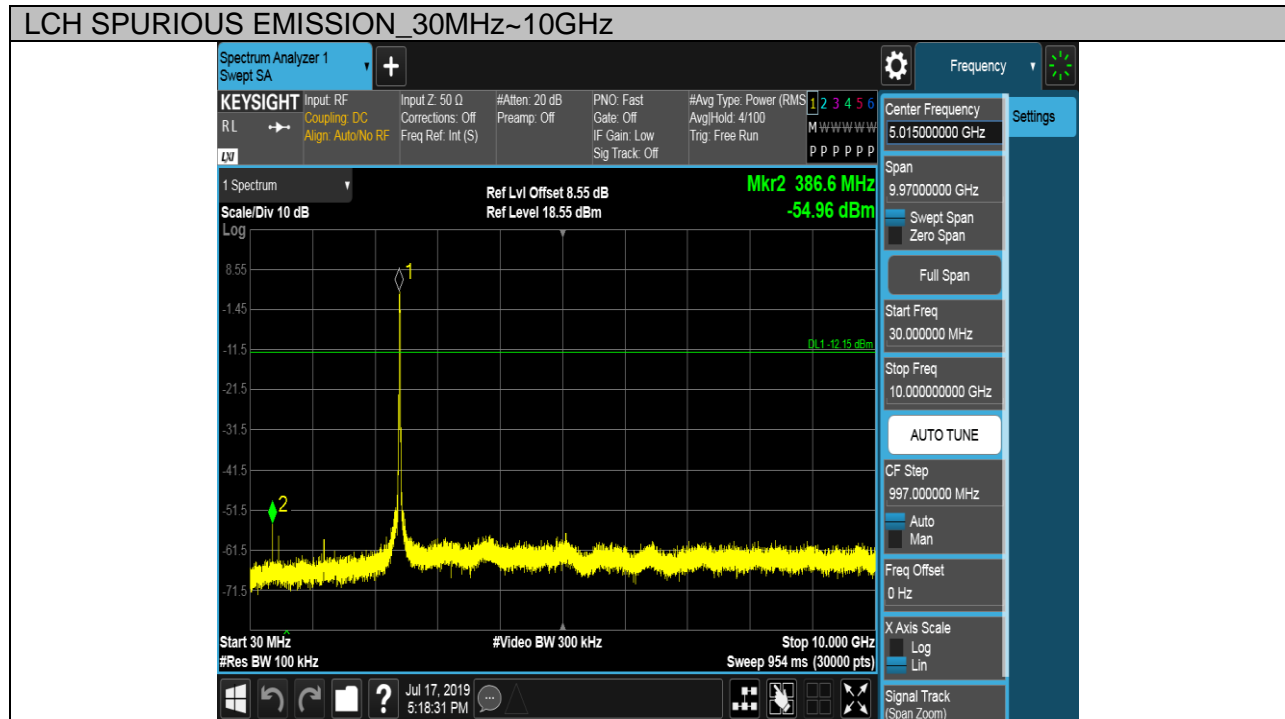 LCH SPURIOUS EMISSION_30MHz~10GHz
Spectrum Analyzer 1
Swept SA
+
Frequency
KEYSIGHT
RL
LXI
Input: RF
Coupling: DC
Align: Auto/No RF
Input Z: 50 Ω
Corrections: Off
Freq Ref: Int (S)
#Atten: 20 dB
Preamp: Off
PNO: Fast
Gate: Off
IF Gain: Low
Sig Track: Off
#Avg Type: Power (RMS
Avg|Hold: 4/100
Trig: Free Run
1 2 3 4 5 6
M W W W W W
P P P P P P
Center Frequency
5.015000000 GHz
Settings
1 Spectrum
Scale/Div 10 dB
Log
Ref Lvl Offset 8.55 dB
Ref Level 18.55 dBm
Mkr2 386.6 MHz
-54.96 dBm
Span
9.97000000 GHz
Swept Span
Zero Span
Full Span
Start Freq
30.000000 MHz
Stop Freq
10.000000000 GHz
AUTO TUNE
CF Step
997.000000 MHz
Auto
Man
Freq Offset
0 Hz
X Axis Scale
Log
Lin
Signal Track
(Span Zoom)
8.55
-1.45
-11.5
-21.5
-31.5
-41.5
-51.5
-61.5
-71.5
1
2
DL1 -12.15 dBm
Start 30 MHz
#Res BW 100 kHz
#Video BW 300 kHz
Stop 10.000 GHz
Sweep 954 ms (30000 pts)
?
Jul 17, 2019
5:18:31 PM